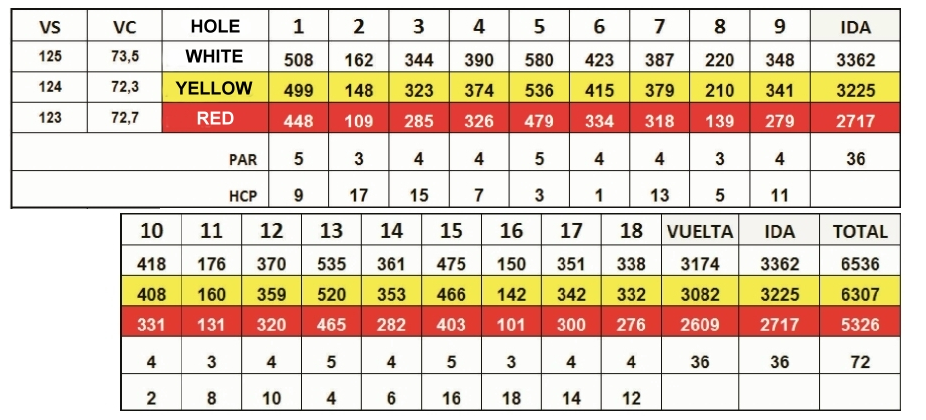 VS VC HOLE 1 2 3 4 5 6 7 8 9 IDA
125 73,5 WHITE 508 162 344 390 580 423 387 220 348 3362
124 72,3 YELLOW 499 148 323 374 536 415 379 210 341 3225
123 72,7 RED 448 109 285 326 479 334 318 139 279 2717
PAR 5 3 4 4 5 4 4 3 4 36
HCP 9 17 15 7 3 1 13 5 11
10 11 12 13 14 15 16 17 18 VUELTA IDA TOTAL
418 176 370 535 361 475 150 351 338 3174 3362 6536
408 160 359 520 353 466 142 342 332 3082 3225 6307
331 131 320 465 282 403 101 300 276 2609 2717 5326
4 3 4 5 4 5 3 4 4 36 36 72
2 8 10 4 6 16 18 14 12